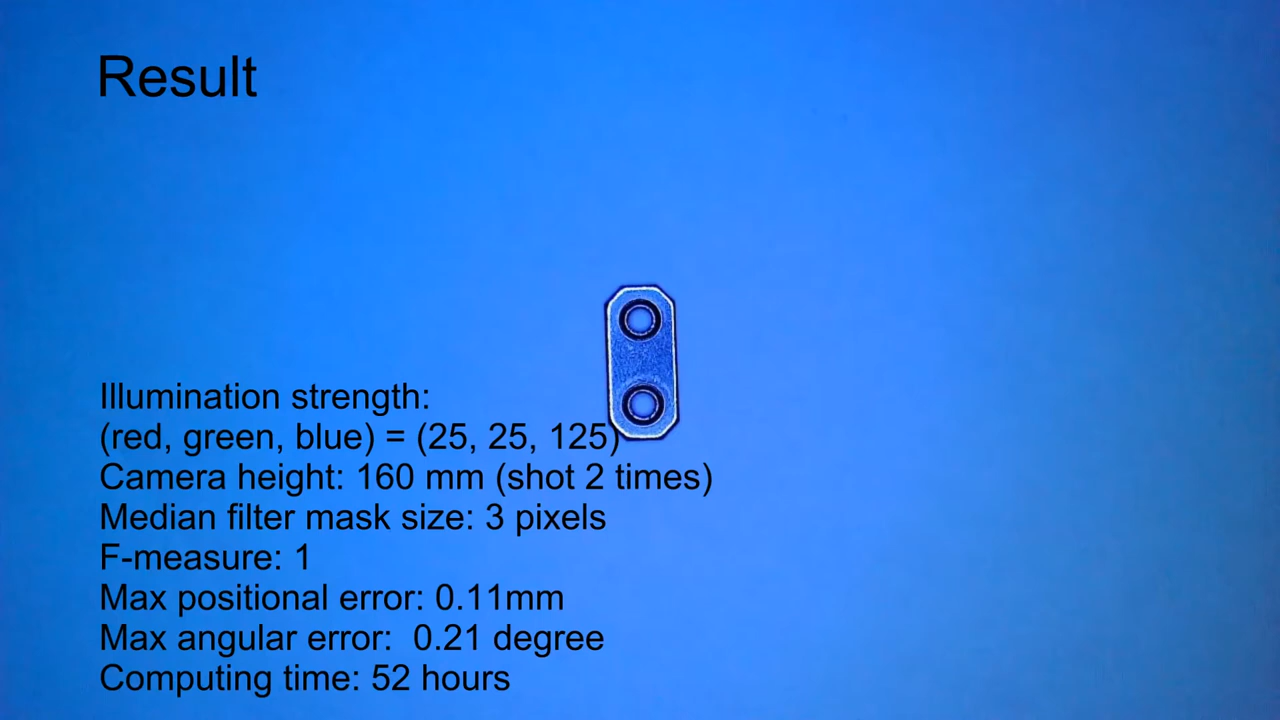 Result
Illumination strength:
(red, green, blue) = (25, 25, 125)
Camera height: 160 mm (shot 2 times)
Median filter mask size: 3 pixels
F-measure: 1
Max positional error: 0.11mm
Max angular error:  0.21 degree
Computing time: 52 hours